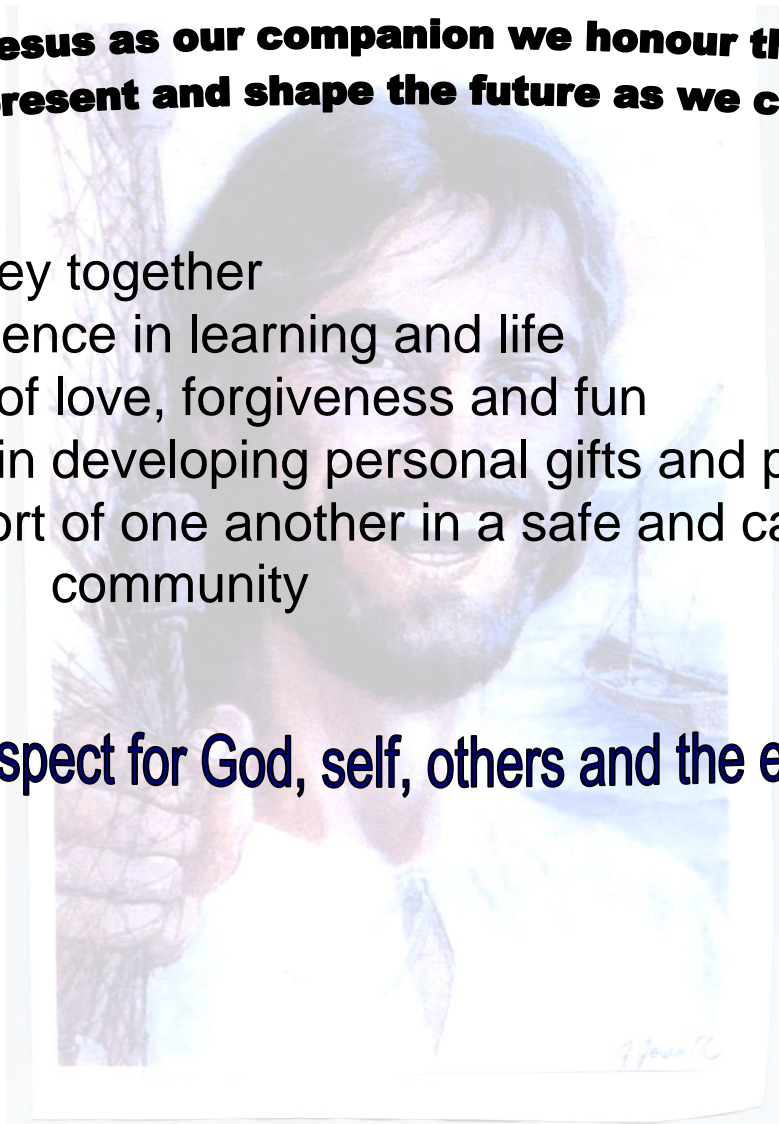 esus as our companion we honour th
resent and shape the future as we c
ey together
ence in learning and life
of love, forgiveness and fun
in developing personal gifts and p
ort of one another in a safe and ca
community
spect for God, self, others and the e